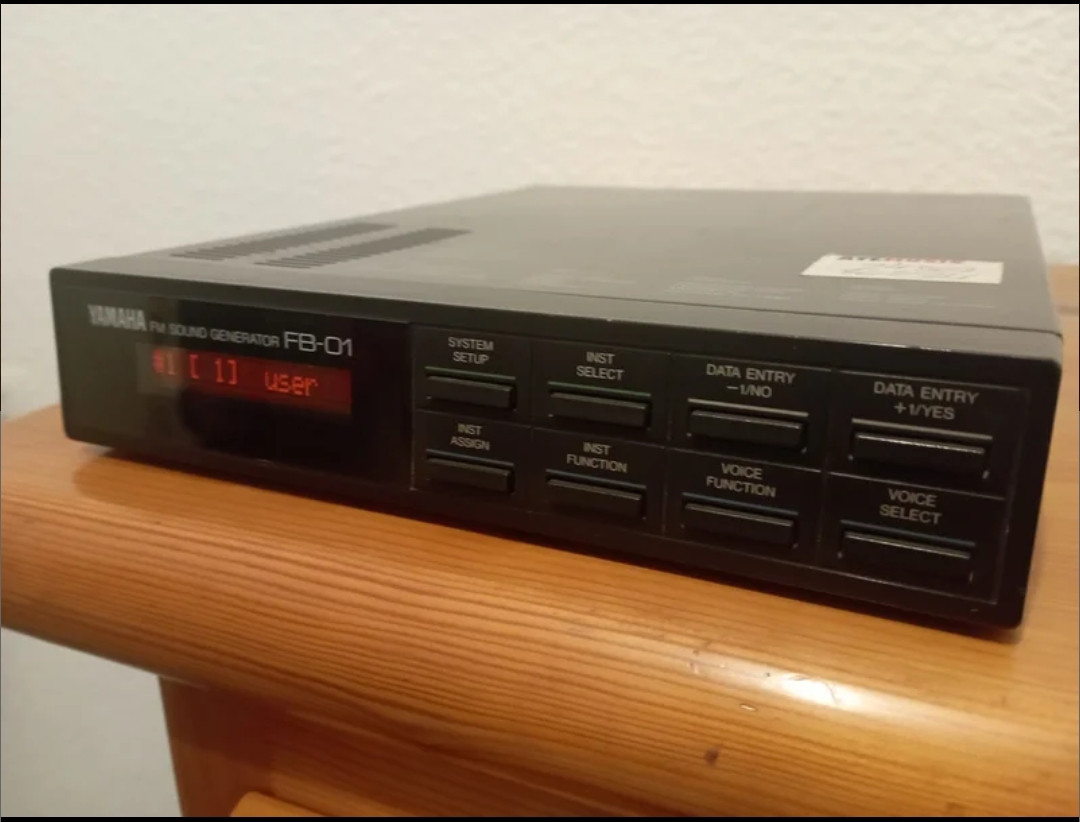 YAMAHA FM SOUND GENERATOR FB-01
#1 [ 1] user
SYSTEM
SETUP
INST
SELECT
DATA ENTRY
−1/NO
DATA ENTRY
+1/YES
INST
ASSIGN
INST
FUNCTION
VOICE
FUNCTION
VOICE
SELECT